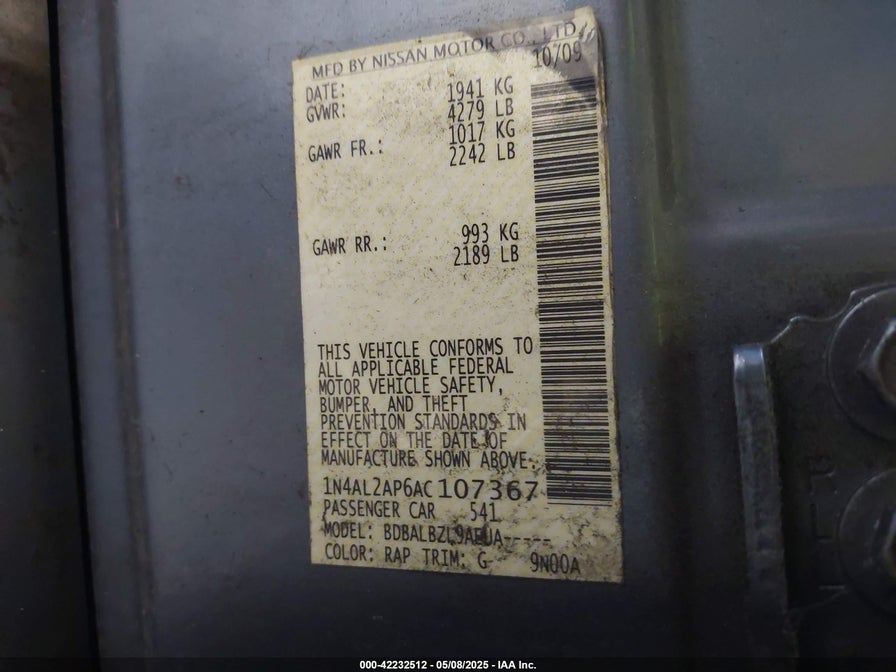 MFD BY NISSAN MOTOR CO., LTD.
DATE: 10/09
GVWR: 1941 KG
4279 LB
GAWR FR.: 1017 KG
2242 LB
GAWR RR.: 993 KG
2189 LB
THIS VEHICLE CONFORMS TO
ALL APPLICABLE FEDERAL
MOTOR VEHICLE SAFETY,
BUMPER, AND THEFT
PREVENTION STANDARDS IN
EFFECT ON THE DATE OF
MANUFACTURE SHOWN ABOVE.
1N4AL2AP6AC107367
PASSENGER CAR 541
MODEL:
COLOR: RAP TRIM: G 9N00A
000-42232512 - 05/08/2025 - IAA Inc.